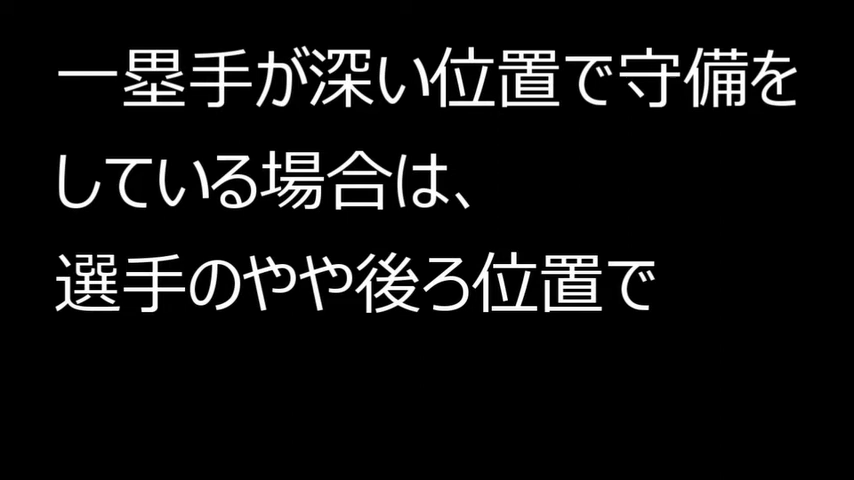 一塁手が深い位置で守備を
している場合は、
選手のやや後ろ位置で